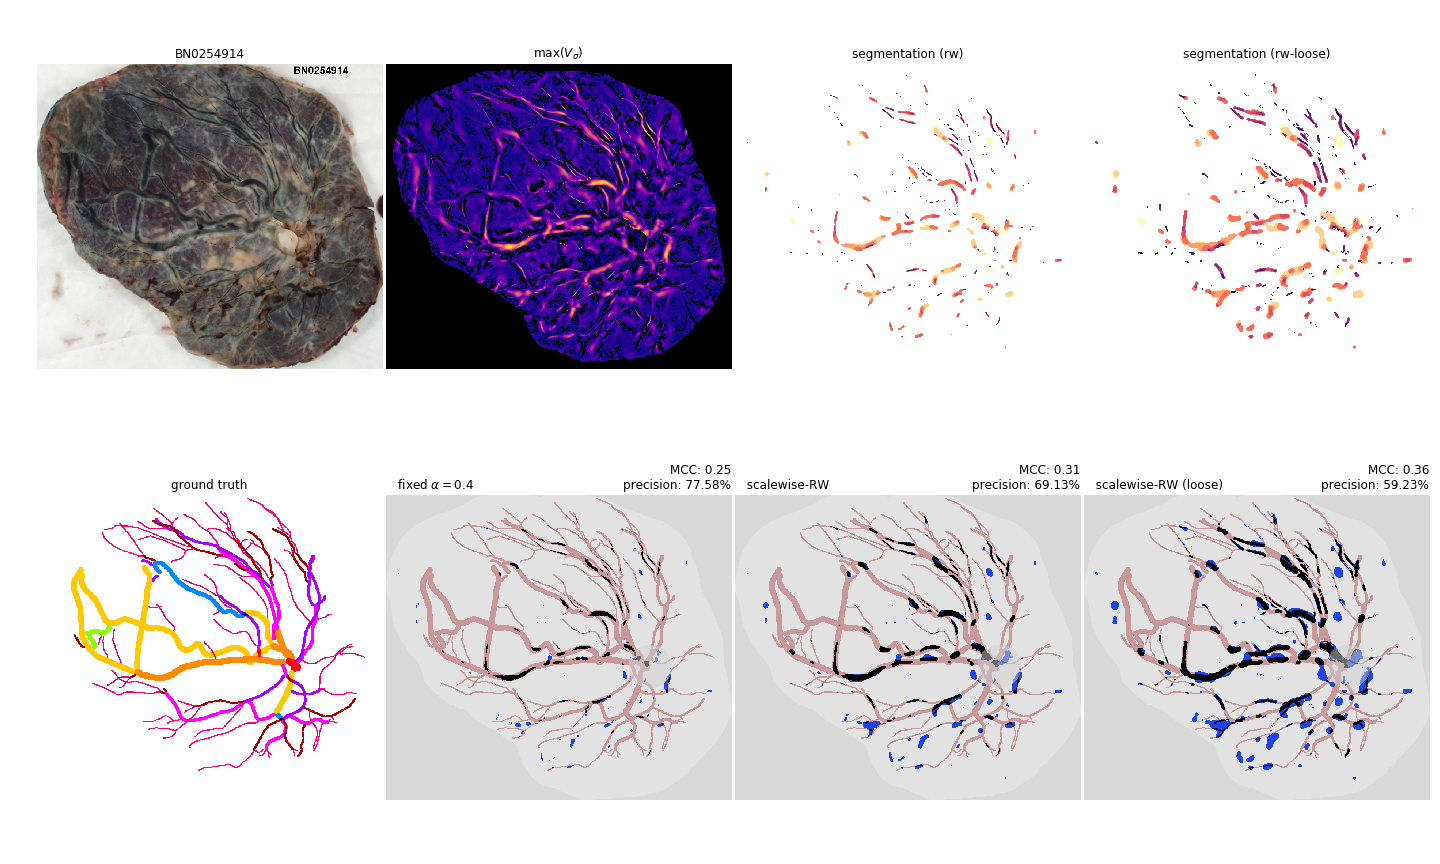 BN0254914
max(V_σ)
segmentation (rw)
segmentation (rw-loose)
BN0254914
ground truth
fixed α = 0.4
MCC: 0.25
precision: 77.58%
scalewise-RW
MCC: 0.31
precision: 69.13%
scalewise-RW (loose)
MCC: 0.36
precision: 59.23%